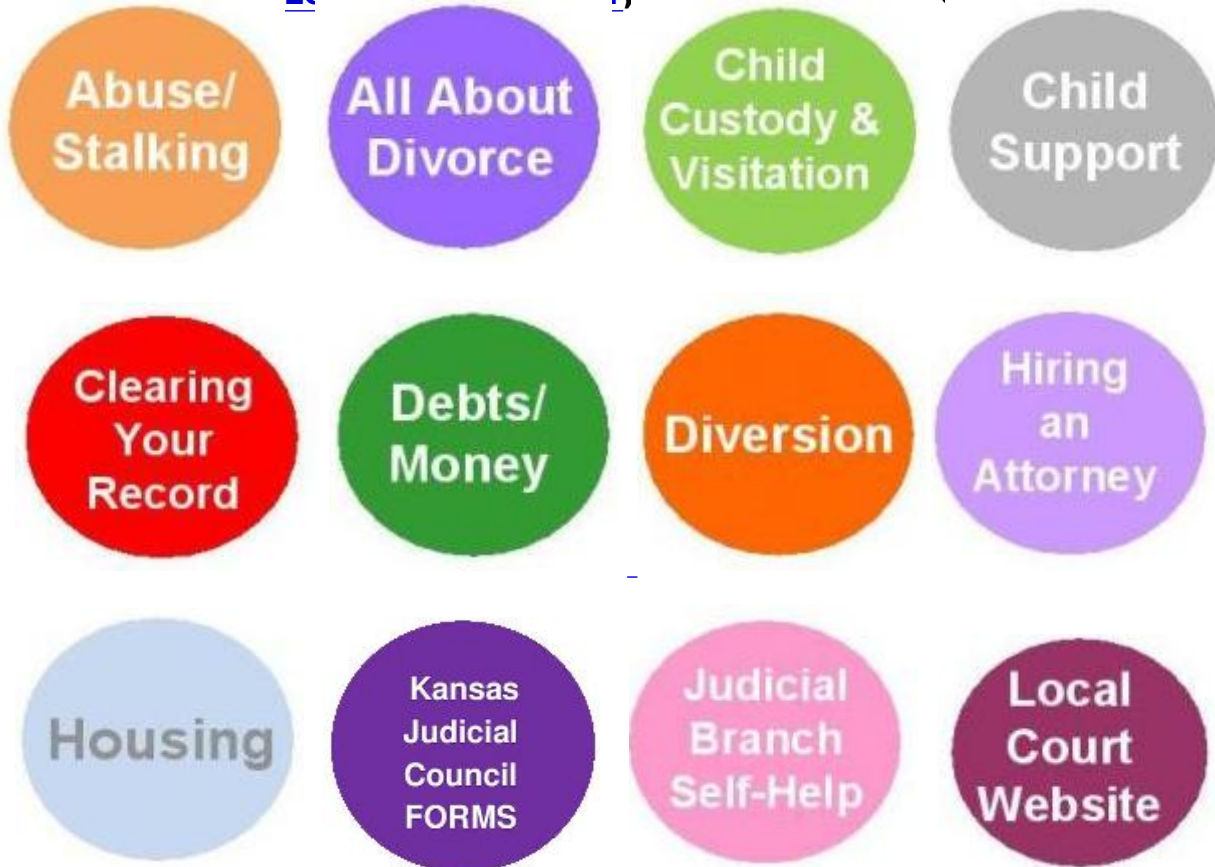 Abuse/
Stalking
All About
Divorce
Child
Custody &
Visitation
Child
Support
Clearing
Your
Record
Debts/
Money
Diversion
Hiring
an
Attorney
Housing
Kansas
Judicial
Council
FORMS
Judicial
Branch
Self-Help
Local
Court
Website